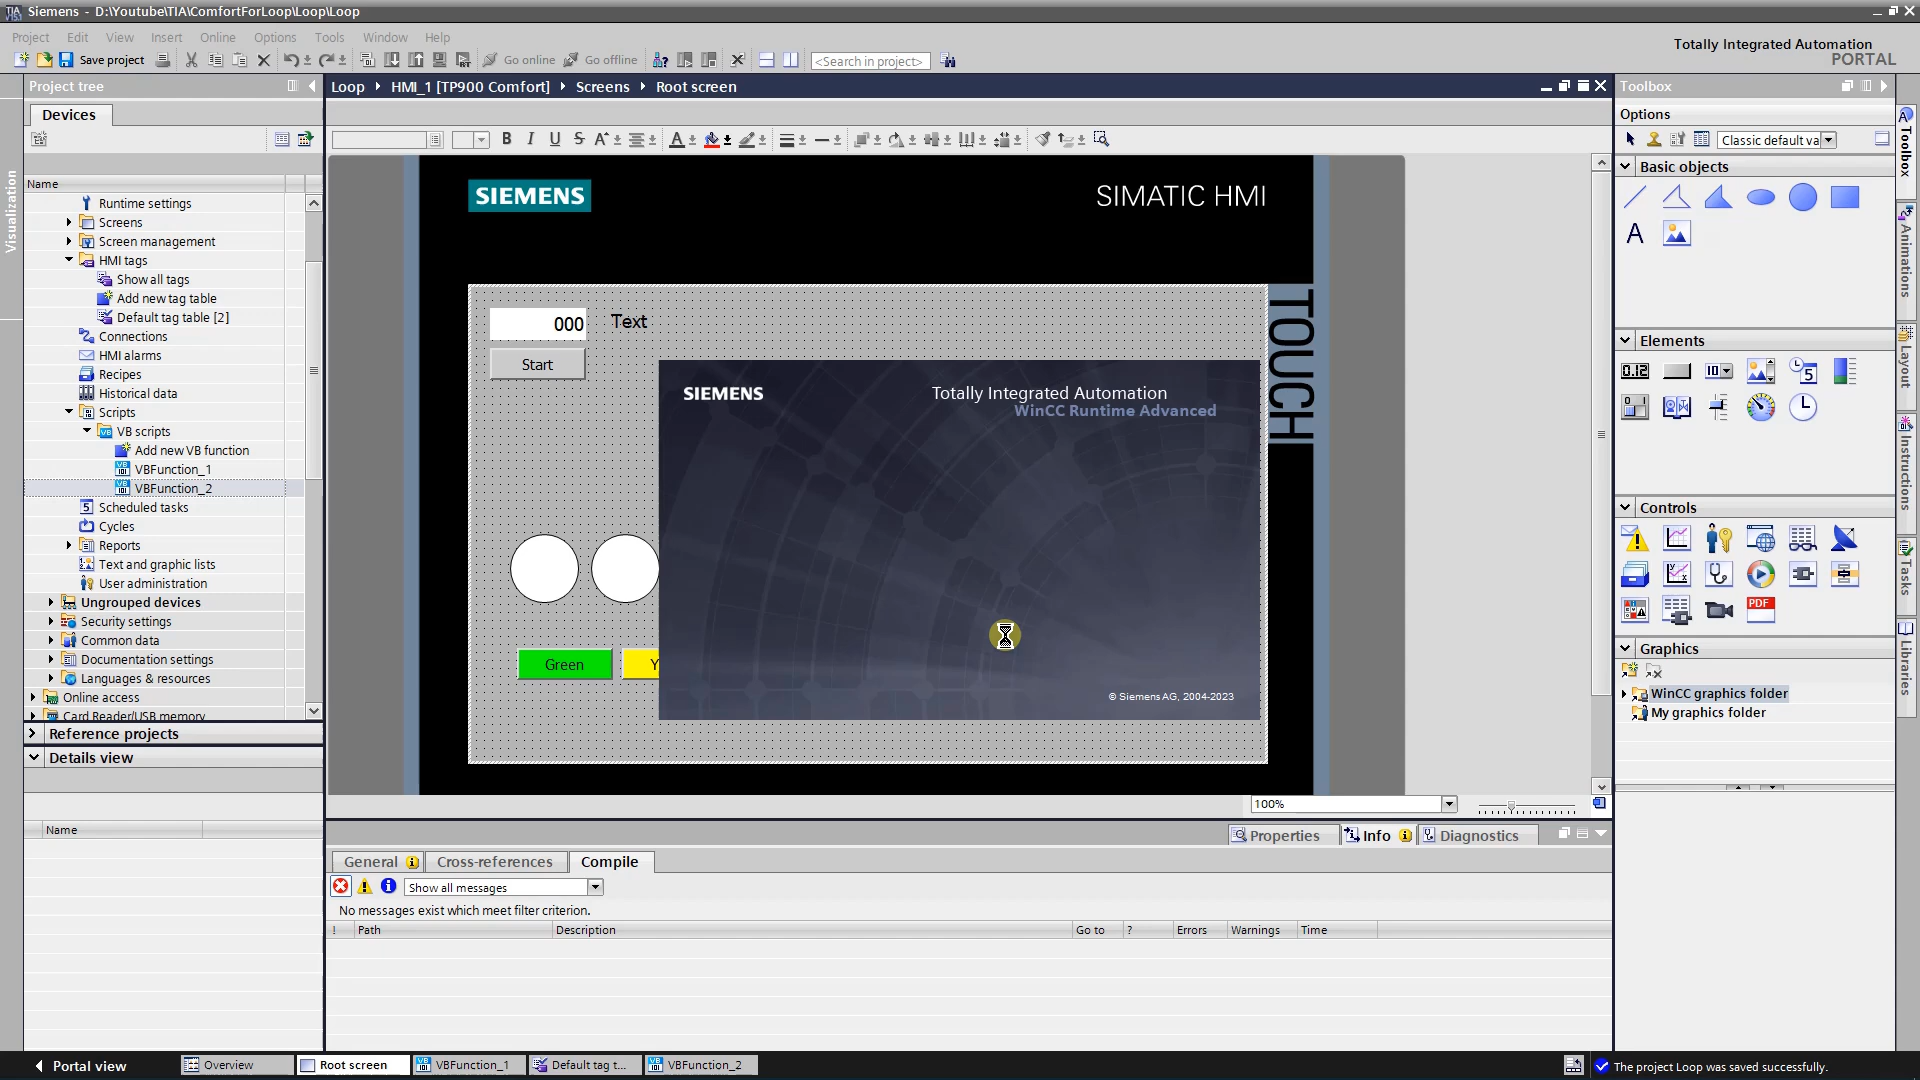 Siemens - D:\Youtube\TIA\ComfortForLoop\Loop\Loop
Project Edit View Insert Online Options Tools Window Help
Totally Integrated Automation
PORTAL
Save project
Go online
Go offline
<Search in project>
Project tree
Devices
Visualization
Name
Runtime settings
Screens
Screen management
HMI tags
Show all tags
Add new tag table
Default tag table [2]
Connections
HMI alarms
Recipes
Historical data
Scripts
VB scripts
Add new VB function
VBFunction_1
VBFunction_2
Scheduled tasks
Cycles
Reports
Text and graphic lists
User administration
Ungrouped devices
Security settings
Common data
Documentation settings
Languages & resources
Online access
Card Reader/USB memory
Reference projects
Details view
Name
Loop
HMI_1 [TP900 Comfort]
Screens
Root screen
SIEMENS
SIMATIC HMI
TOUCH
000
Text
Start
Green
Y
SIEMENS
Totally Integrated Automation
WinCC Runtime Advanced
© Siemens AG, 2004-2023
100%
Properties
Info
Diagnostics
General
Cross-references
Compile
Show all messages
No messages exist which meet filter criterion.
! Path Description Go to ? Errors Warnings Time
Toolbox
Options
Classic default va
Basic objects
Elements
Controls
Graphics
WinCC graphics folder
My graphics folder
Toolbox
Animations
Layout
Instructions
Tasks
Libraries
Portal view
Overview
Root screen
VBFunction_1
Default tag t...
VBFunction_2
The project Loop was saved successfully.